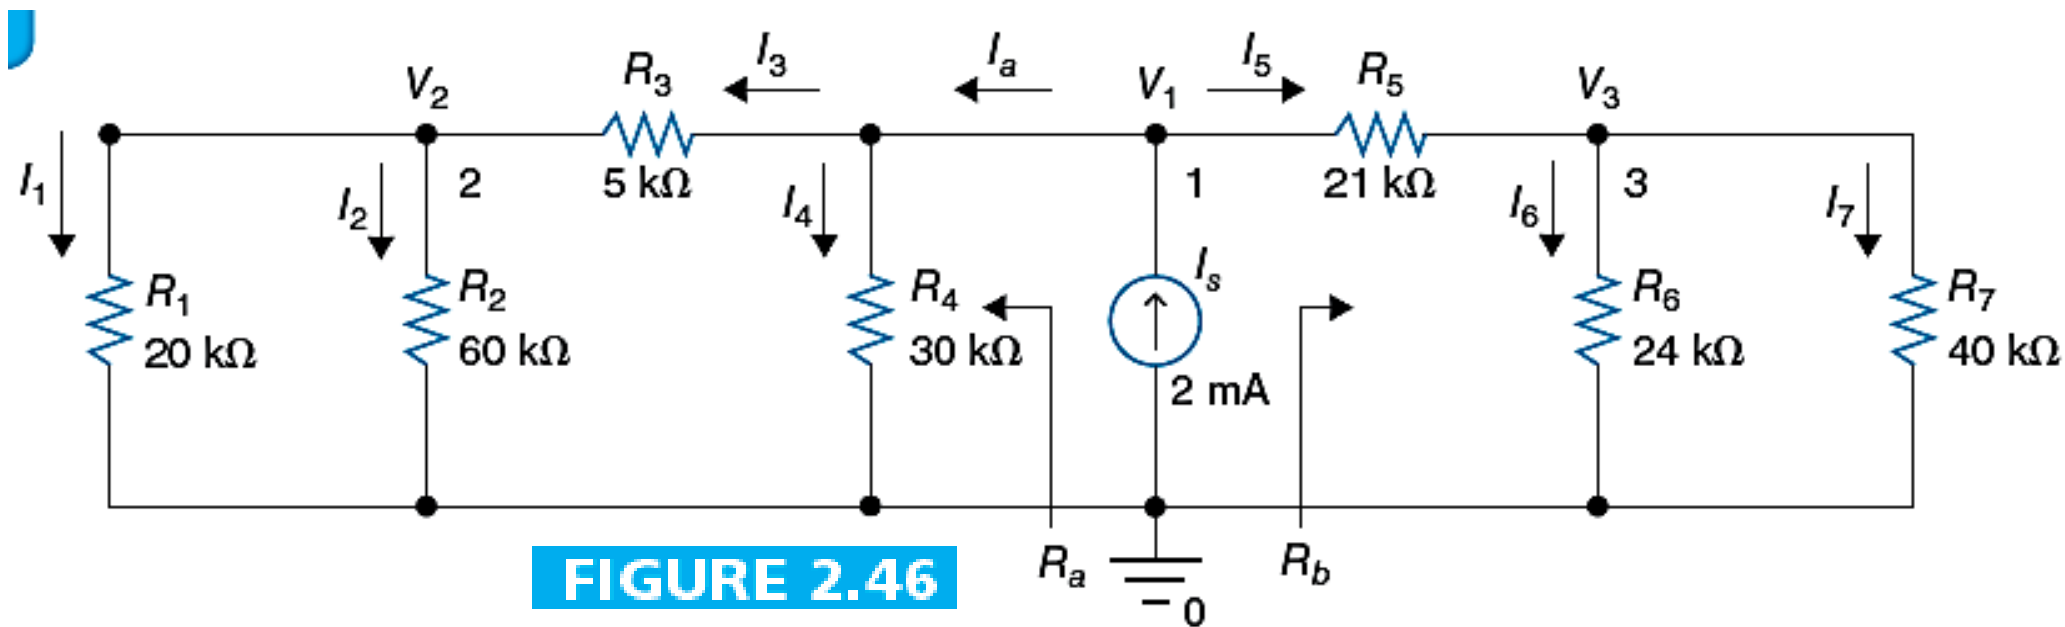 I₃ Iₐ I₅
V₂ R₃ V₁ R₅ V₃
I₁ I₂ 2 5 kΩ I₄ 1 21 kΩ I₆ 3 I₇
R₁ R₂ R₄ Iₛ R₆ R₇
20 kΩ 60 kΩ 30 kΩ 24 kΩ 40 kΩ
2 mA
FIGURE 2.46 Rₐ R_b
0